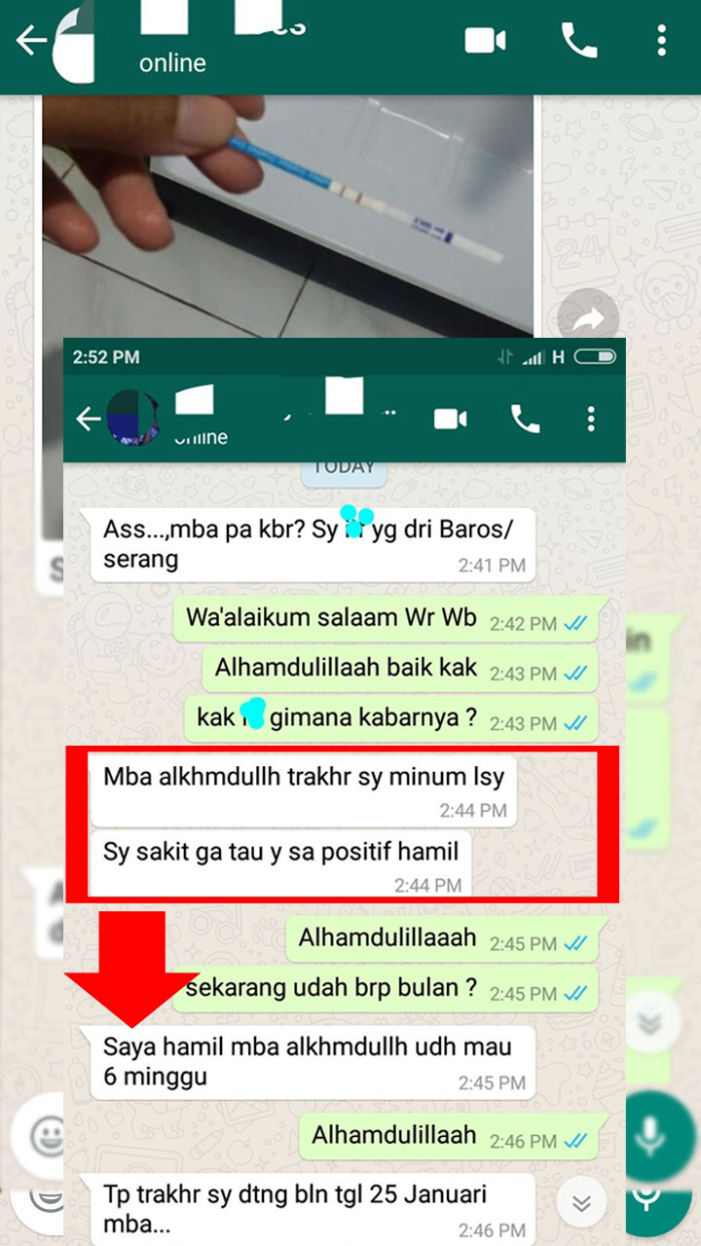 online
2:52 PM
H
online
TODAY
Ass...,mba pa kbr? Sy yg dri Baros/
serang
2:41 PM
Wa'alaikum salaam Wr Wb 2:42 PM
Alhamdulillaah baik kak 2:43 PM
kak gimana kabarnya ? 2:43 PM
Mba alkhmdullh trakhr sy minum lsy
2:44 PM
Sy sakit ga tau y sa positif hamil
2:44 PM
Alhamdulillaaah 2:45 PM
sekarang udah brp bulan ? 2:45 PM
Saya hamil mba alkhmdullh udh mau
6 minggu
2:45 PM
Alhamdulillaah 2:46 PM
Tp trakhr sy dtng bln tgl 25 Januari
mba...
2:46 PM